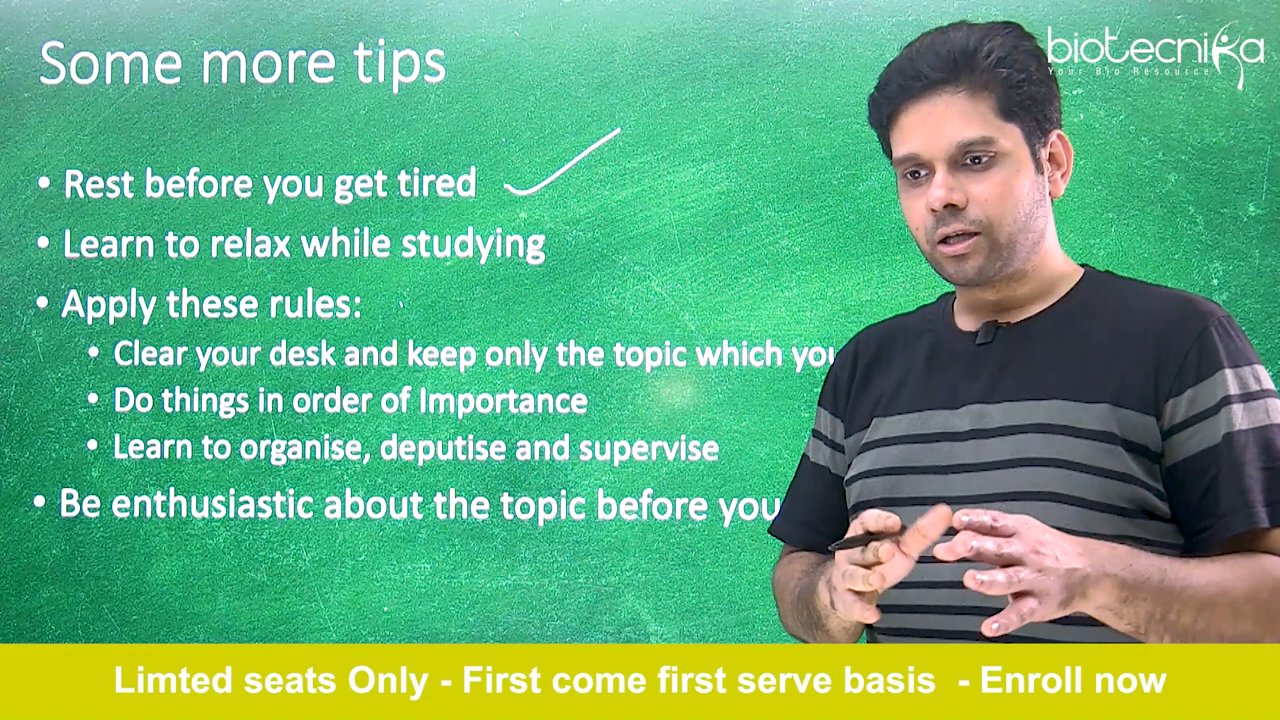 biotecnika
Your Bio Resource
Some more tips
• Rest before you get tired
• Learn to relax while studying
• Apply these rules:
• Clear your desk and keep only the topic which you
• Do things in order of Importance
• Learn to organise, deputise and supervise
• Be enthusiastic about the topic before you
Limted seats Only - First come first serve basis - Enroll now